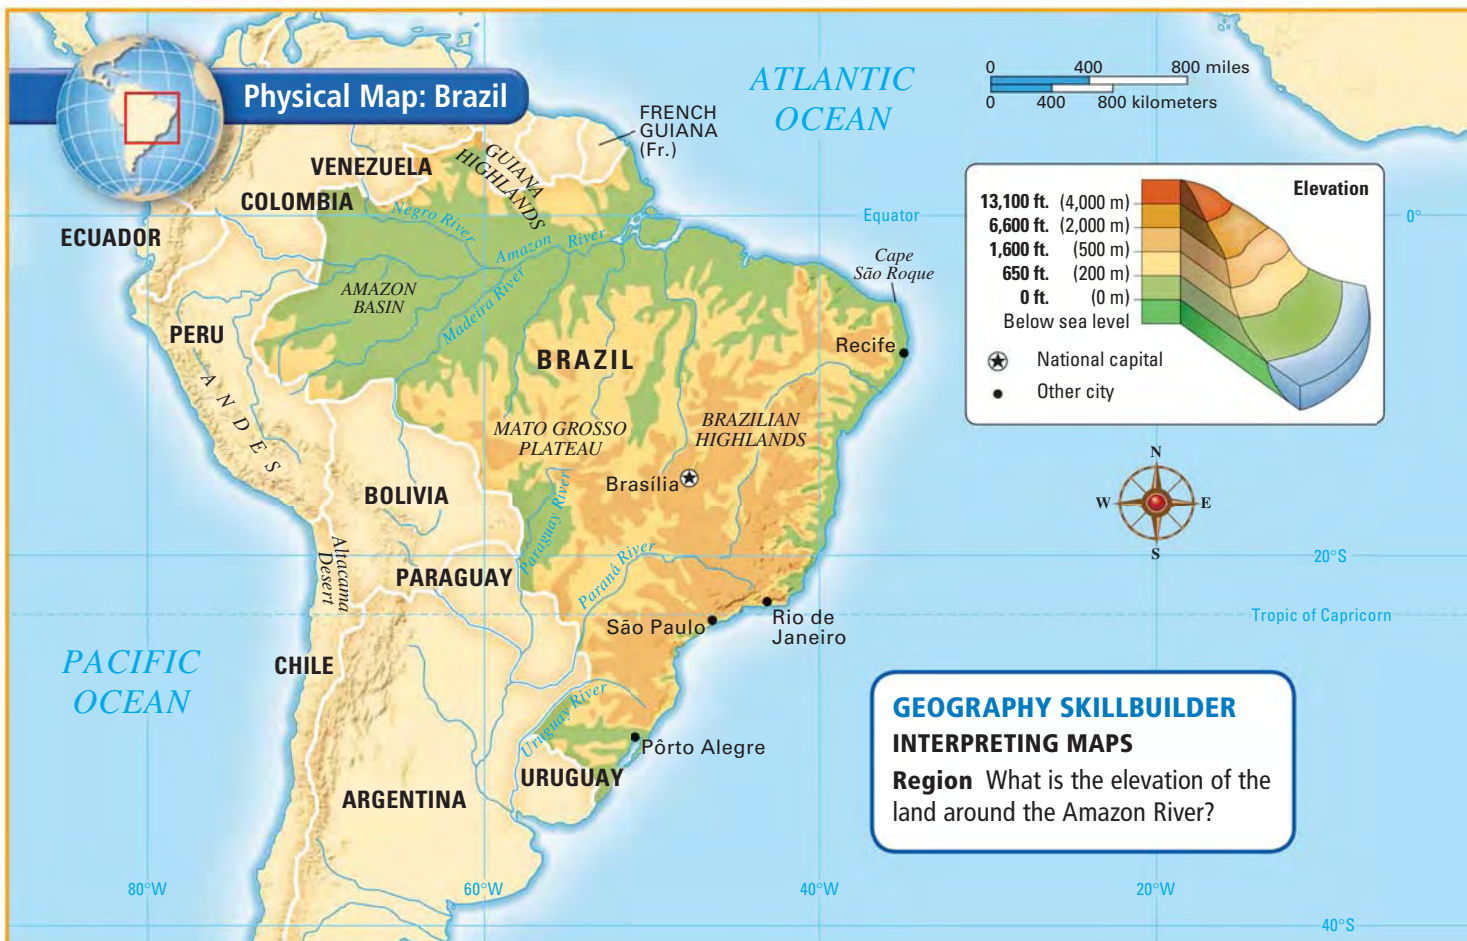 Physical Map: Brazil
ATLANTIC
OCEAN
0 400 800 miles
0 400 800 kilometers
FRENCH
GUIANA
(Fr.)
VENEZUELA
GUIANA
HIGHLANDS
COLOMBIA
Negro River
Equator
0°
ECUADOR
Amazon River
Cape
São Roque
AMAZON
BASIN
Madeira River
PERU
BRAZIL
Recife
ANDES
MATO GROSSO
PLATEAU
BRAZILIAN
HIGHLANDS
Brasília
BOLIVIA
Paraguay River
Altacama
Desert
PARAGUAY
Paraná River
20°S
São Paulo
Rio de
Janeiro
Tropic of Capricorn
PACIFIC
OCEAN
CHILE
Uruguay River
Pôrto Alegre
URUGUAY
ARGENTINA
80°W
60°W
40°W
20°W
40°S
Elevation
13,100 ft. (4,000 m)
6,600 ft. (2,000 m)
1,600 ft. (500 m)
650 ft. (200 m)
0 ft. (0 m)
Below sea level
National capital
Other city
N
W
E
S
GEOGRAPHY SKILLBUILDER
INTERPRETING MAPS
Region What is the elevation of the
land around the Amazon River?